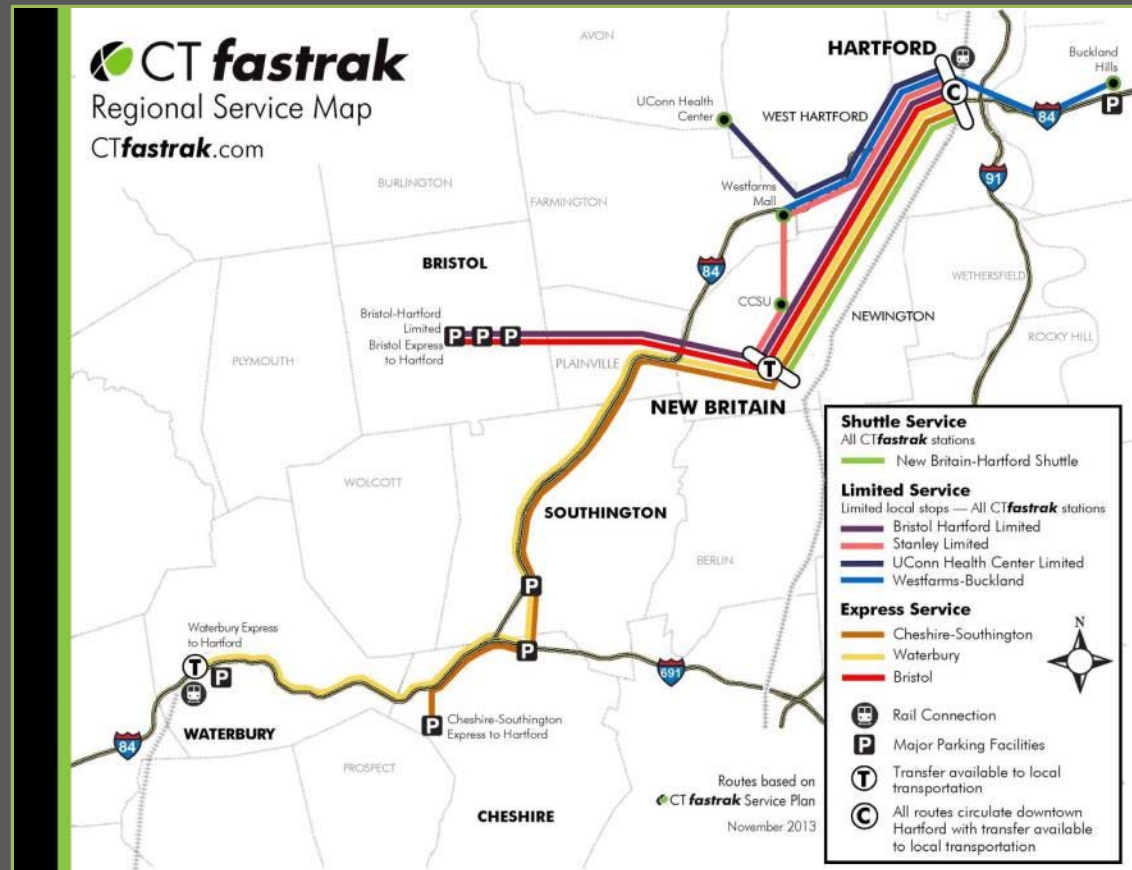 CTfastrak
Regional Service Map
CTfastrak.com
AVON
HARTFORD
Buckland
Hills
P
UConn Health
Center
WEST HARTFORD
C
84
91
BURLINGTON
FARMINGTON
Westfarms
Mall
BRISTOL
84
WETHERSFIELD
CCSU
NEWINGTON
ROCKY HILL
Bristol-Hartford
Limited
Bristol Express
to Hartford
P P P
PLYMOUTH
PLAINVILLE
T
NEW BRITAIN
WOLCOTT
SOUTHINGTON
BERLIN
P
P
691
Waterbury Express
to Hartford
T
P
WATERBURY
84
P
Cheshire-Southington
Express to Hartford
PROSPECT
CHESHIRE
Routes based on
CTfastrak Service Plan
November 2013
Shuttle Service
All CTfastrak stations
New Britain-Hartford Shuttle
Limited Service
Limited local stops — All CTfastrak stations
Bristol Hartford Limited
Stanley Limited
UConn Health Center Limited
Westfarms-Buckland
Express Service
Cheshire-Southington
Waterbury
Bristol
N
Rail Connection
P Major Parking Facilities
T Transfer available to local
transportation
C All routes circulate downtown
Hartford with transfer available
to local transportation